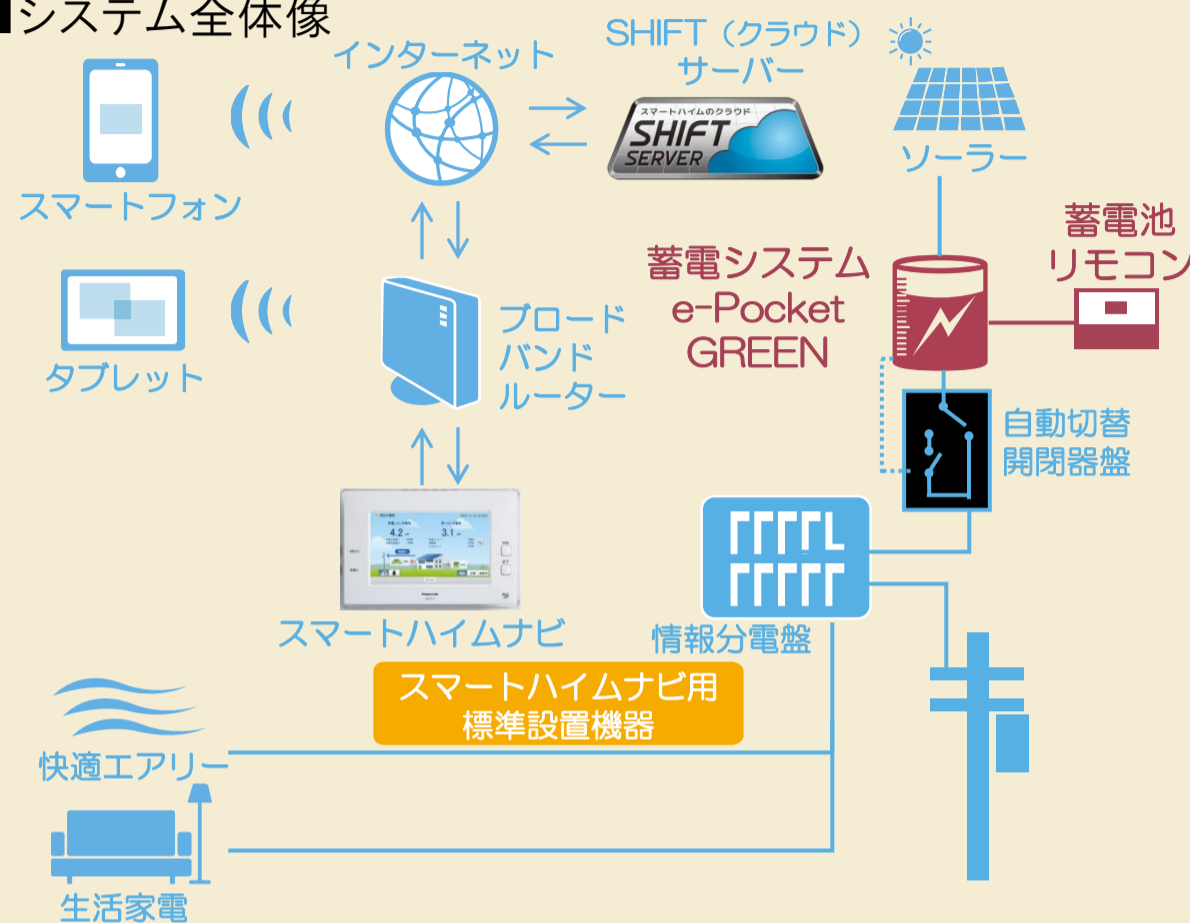 ■システム全体像
インターネット
SHIFT（クラウド）
サーバー
スマートハイムのクラウド
SHIFT
SERVER
ソーラー
スマートフォン
蓄電池
リモコン
蓄電システム
e-Pocket
GREEN
ブロード
バンド
ルーター
タブレット
自動切替
開閉器盤
4.2
3.1
スマートハイムナビ
情報分電盤
スマートハイムナビ用
標準設置機器
快適エアリー
生活家電